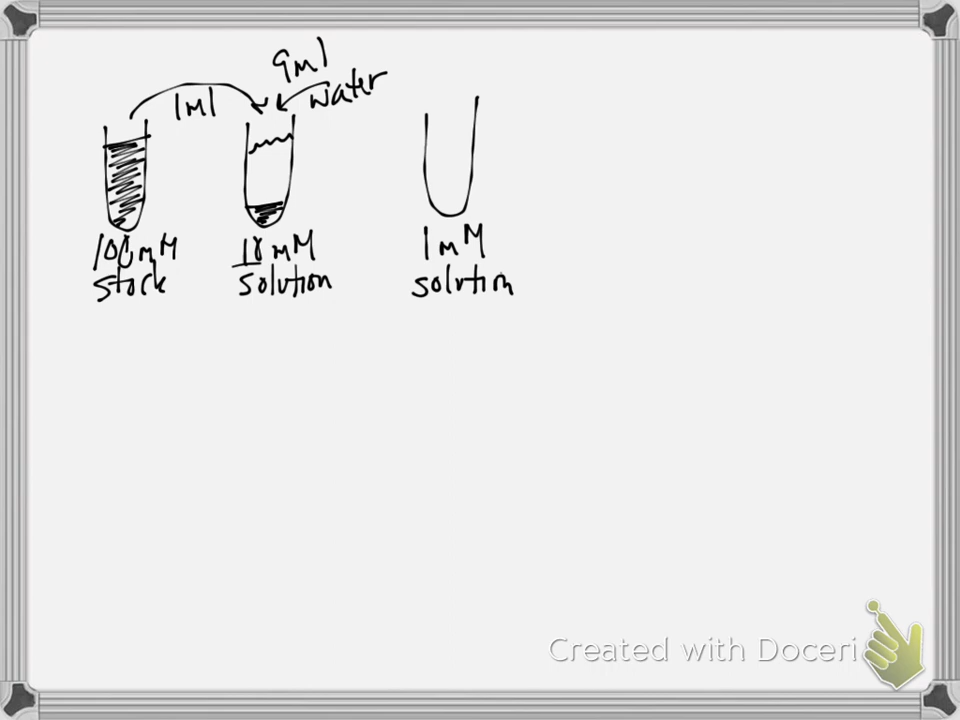 9ml
water
1ml
100mM
stock
10mM
solution
1mM
solution
Created with Doceri